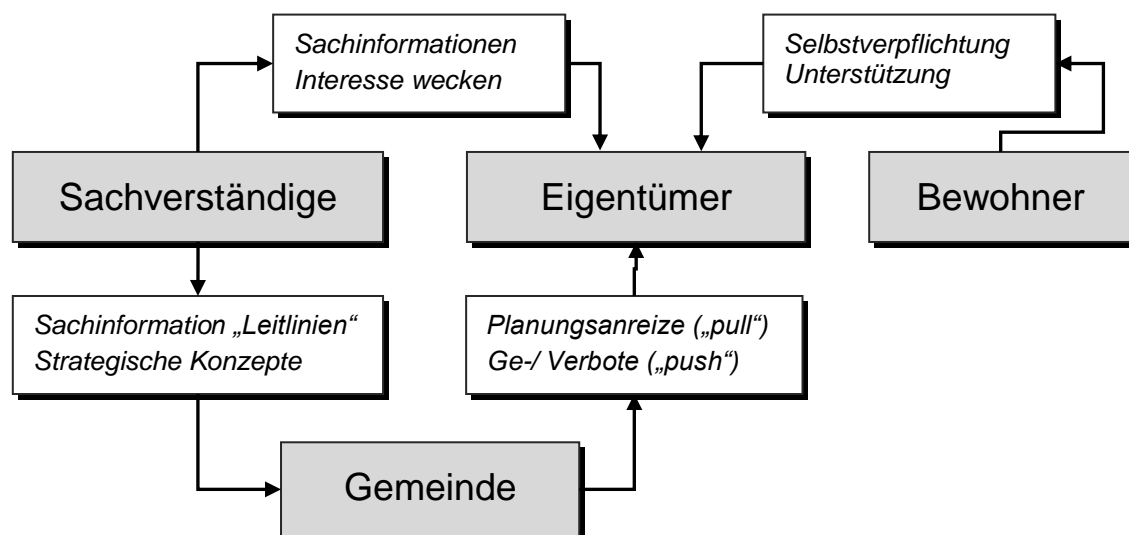 Sachinformationen
Interesse wecken
Selbstverpflichtung
Unterstützung
Sachverständige
Eigentümer
Bewohner
Sachinformation „Leitlinien“
Strategische Konzepte
Planungsanreize („pull“)
Ge-/ Verbote („push“)
Gemeinde